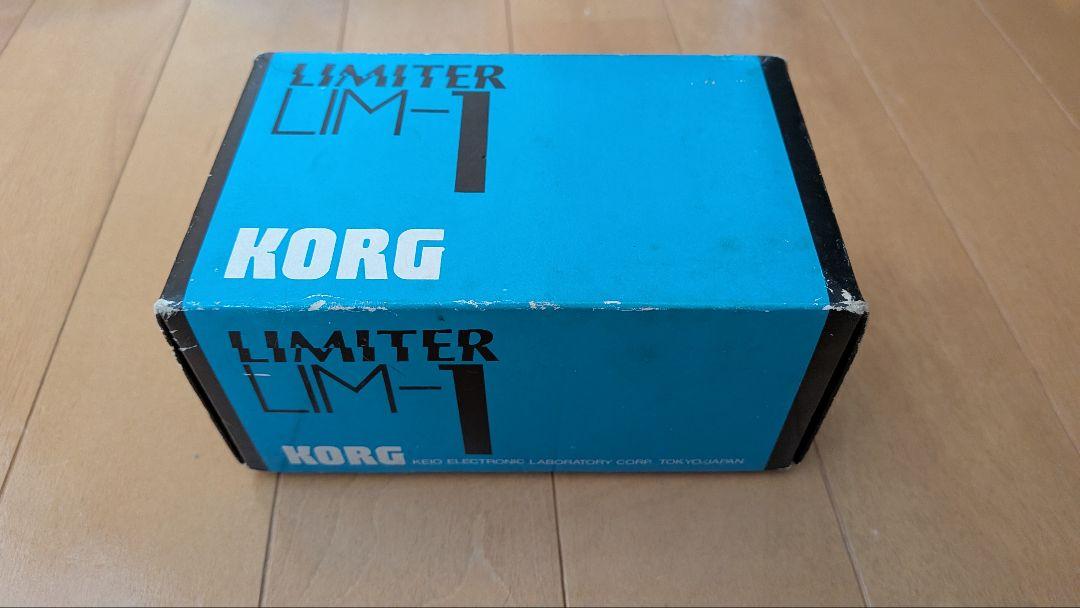 LIMITER
LIM-1
KORG
LIMITER
LIM-1
KORG KEIO ELECTRONIC LABORATORY CORP. TOKYO/JAPAN